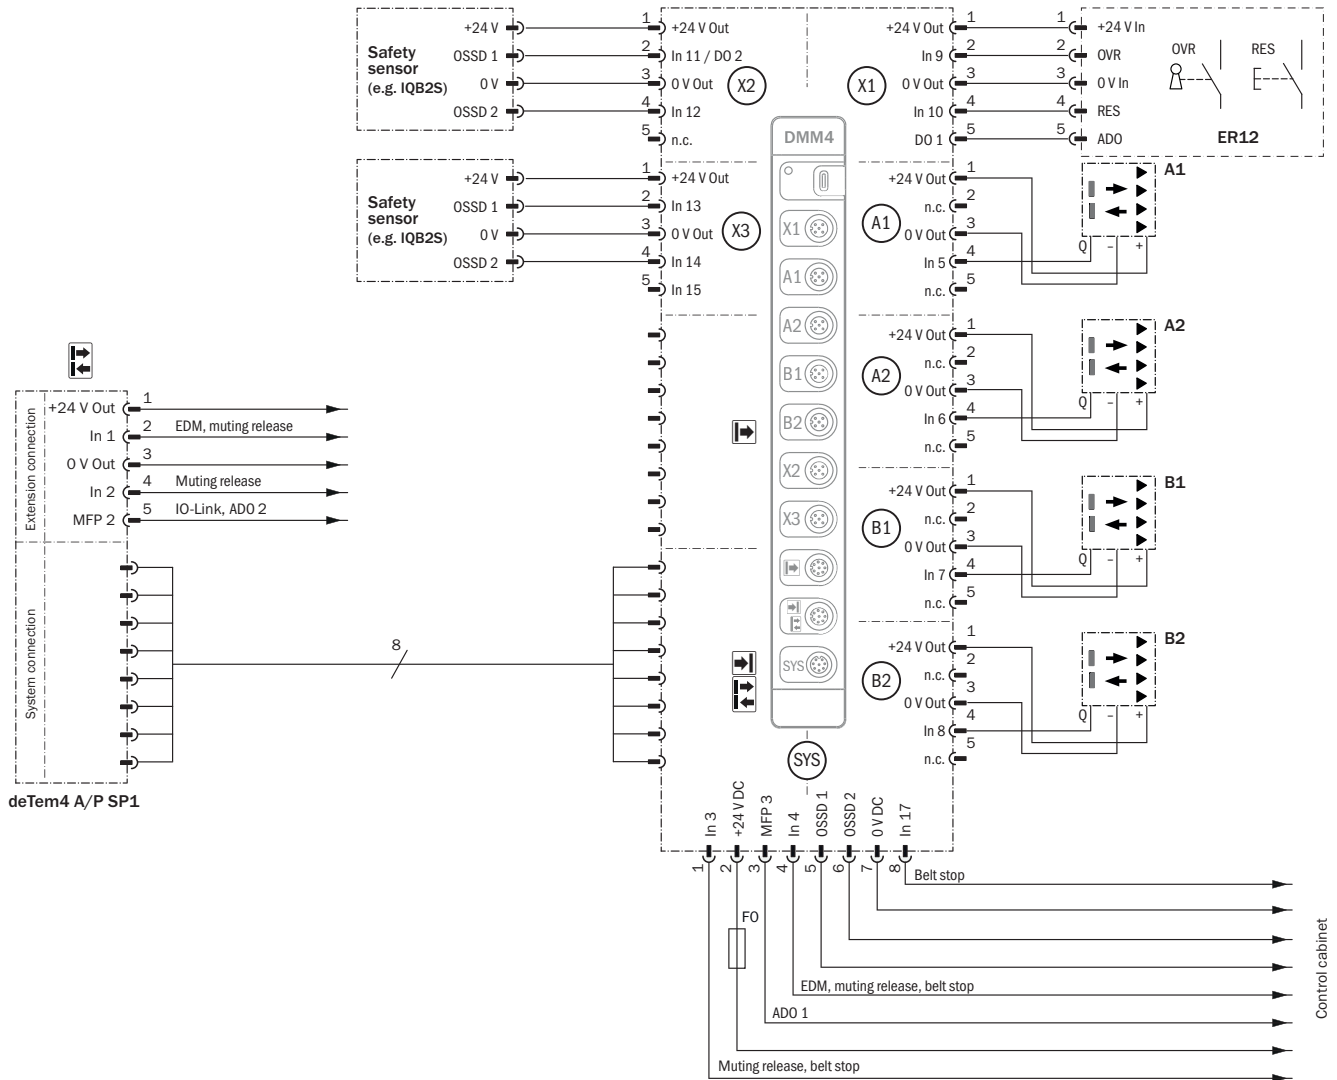 Safety
sensor
(e.g. IQB2S)
+24 V
OSSD 1
0 V
OSSD 2
1
2
3
4
5
+24 V Out
In 11 / DO 2
0 V Out
In 12
n.c.
X2
X1
+24 V Out
In 9
0 V Out
In 10
DO 1
1
2
3
4
5
1
2
3
4
5
+24 V In
OVR
0 V In
RES
ADO
OVR
RES
ER12
Safety
sensor
(e.g. IQB2S)
+24 V
OSSD 1
0 V
OSSD 2
1
2
3
4
5
+24 V Out
In 13
0 V Out
In 14
In 15
X3
DMM4
X1
A1
A2
B1
B2
X2
X3
SYS
A1
+24 V Out
n.c.
0 V Out
In 5
n.c.
1
2
3
4
5
A1
Q
–
+
A2
+24 V Out
n.c.
0 V Out
In 6
n.c.
1
2
3
4
5
A2
Q
–
+
B1
+24 V Out
n.c.
0 V Out
In 7
n.c.
1
2
3
4
5
B1
Q
–
+
B2
+24 V Out
n.c.
0 V Out
In 8
n.c.
1
2
3
4
5
B2
Q
–
+
Extension connection
+24 V Out
In 1
0 V Out
In 2
MFP 2
1
2
3
4
5
EDM, muting release
Muting release
IO-Link, ADO 2
System connection
8
deTem4 A/P SP1
SYS
In 3
+24 V DC
MFP 3
In 4
OSSD 1
OSSD 2
0 V DC
In 17
1
2
3
4
5
6
7
8
F0
Belt stop
EDM, muting release, belt stop
ADO 1
Muting release, belt stop
Control cabinet